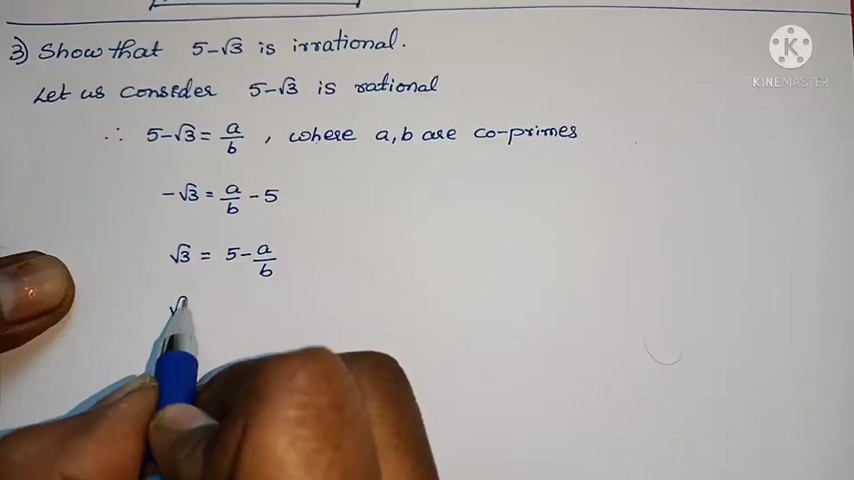 3) Show that 5-√3 is irrational.
Let us consider 5-√3 is rational
∴ 5-√3 = a/b , where a, b are co-primes
-√3 = a/b - 5
√3 = 5 - a/b
√
K
KINEMASTER